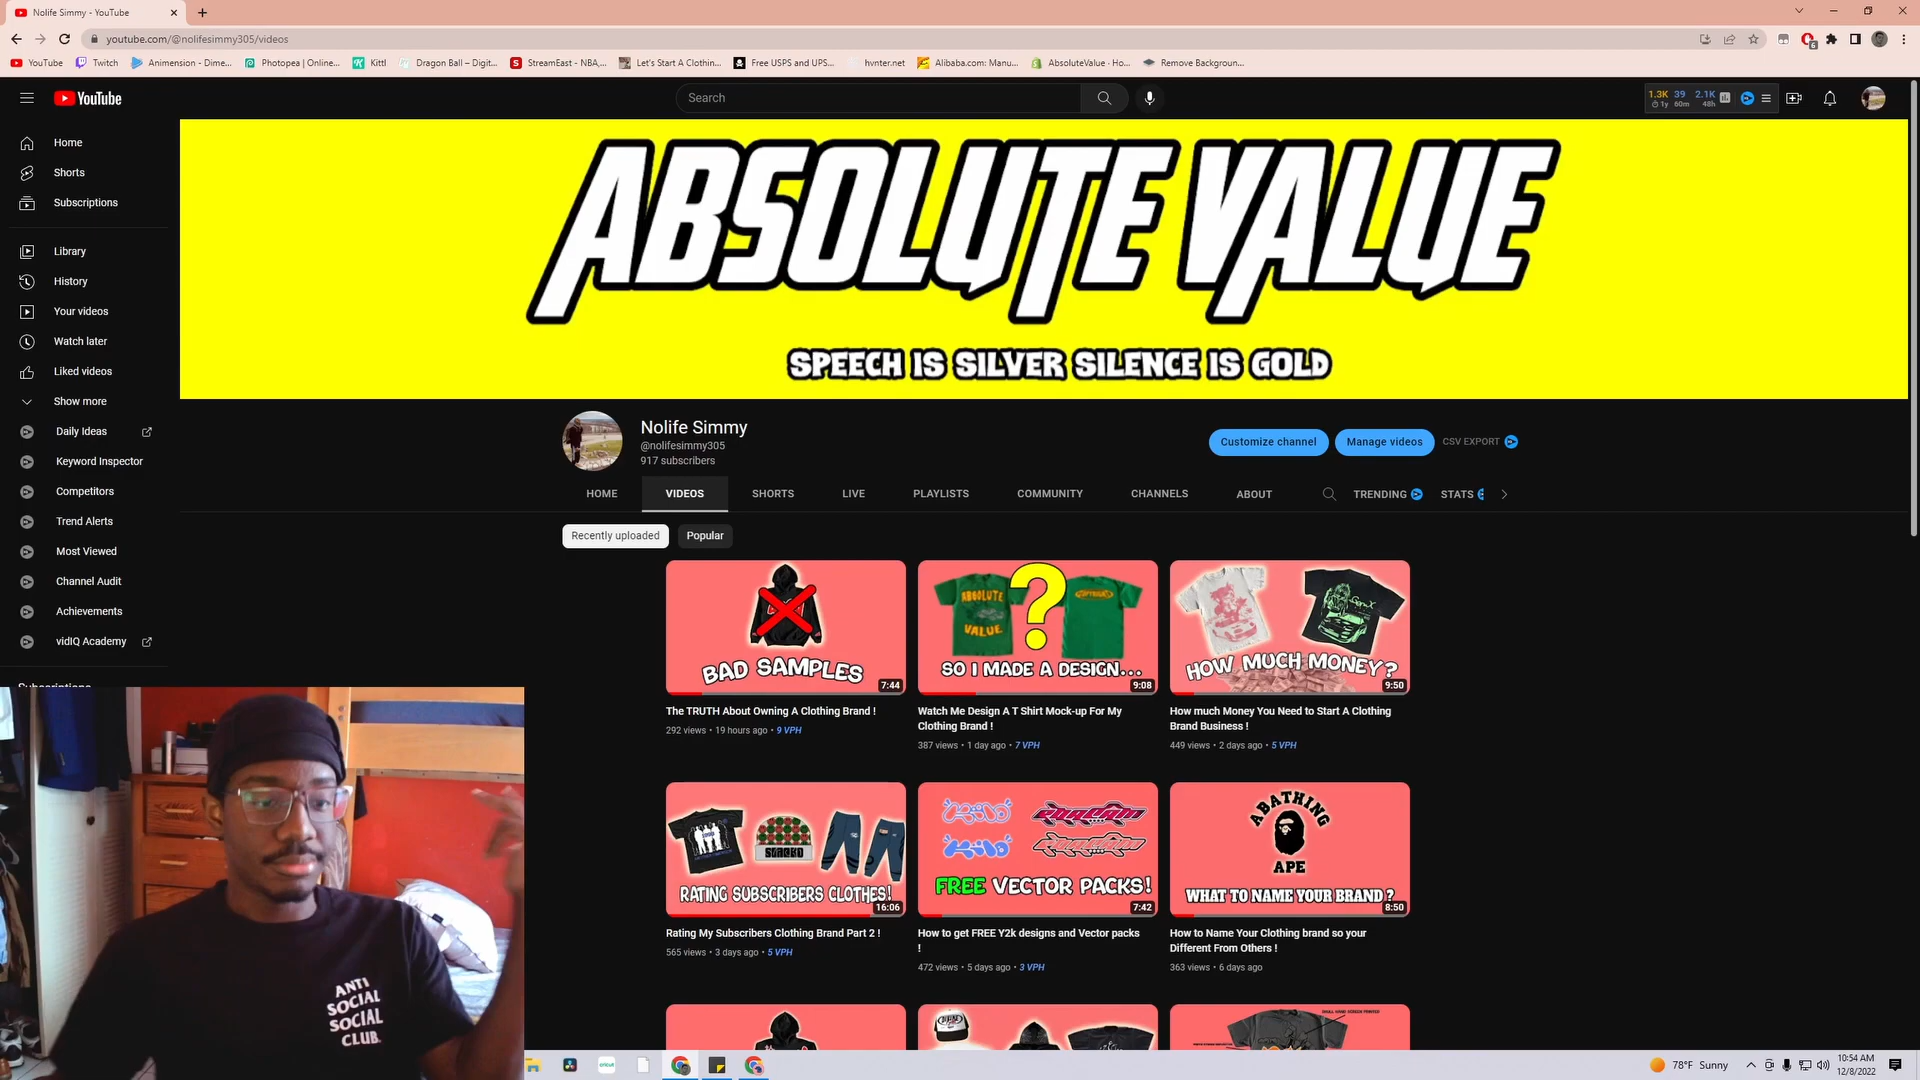 Nolife Simmy - YouTube
youtube.com/@nolifesimmy305/videos
YouTube
Twitch
Animension - Dime...
Photopea | Online...
Kittl
Dragon Ball – Digit...
StreamEast - NBA,...
Let's Start A Clothin...
Free USPS and UPS...
hvnter.net
Alibaba.com: Manu...
AbsoluteValue · Ho...
Remove Backgroun...
YouTube
Search
1.3K 39 2.1K
1y 60m 48h
Home
Shorts
Subscriptions
Library
History
Your videos
Watch later
Liked videos
Show more
Daily Ideas
Keyword Inspector
Competitors
Trend Alerts
Most Viewed
Channel Audit
Achievements
vidIQ Academy
ABSOLUTE VALUE
SPEECH IS SILVER SILENCE IS GOLD
Nolife Simmy
@nolifesimmy305
917 subscribers
Customize channel
Manage videos
CSV EXPORT
HOME
VIDEOS
SHORTS
LIVE
PLAYLISTS
COMMUNITY
CHANNELS
ABOUT
TRENDING
STATS
Recently uploaded
Popular
BAD SAMPLES
7:44
The TRUTH About Owning A Clothing Brand !
292 views • 19 hours ago • 9 VPH
ABSOLUTE
VALUE
?
SO I MADE A DESIGN...
9:08
Watch Me Design A T Shirt Mock-up For My
Clothing Brand !
387 views • 1 day ago • 7 VPH
HOW MUCH MONEY?
9:50
How much Money You Need to Start A Clothing
Brand Business !
449 views • 2 days ago • 5 VPH
RATING SUBSCRIBERS CLOTHES!
16:06
Rating My Subscribers Clothing Brand Part 2 !
565 views • 3 days ago • 5 VPH
FREE VECTOR PACKS!
7:42
How to get FREE Y2k designs and Vector packs
!
472 views • 5 days ago • 3 VPH
ABATHING
APE
WHAT TO NAME YOUR BRAND ?
8:50
How to Name Your Clothing brand so your
Different From Others !
363 views • 6 days ago
ANTI
SOCIAL
SOCIAL
CLUB.
cricut
78°F Sunny
10:54 AM
12/8/2022